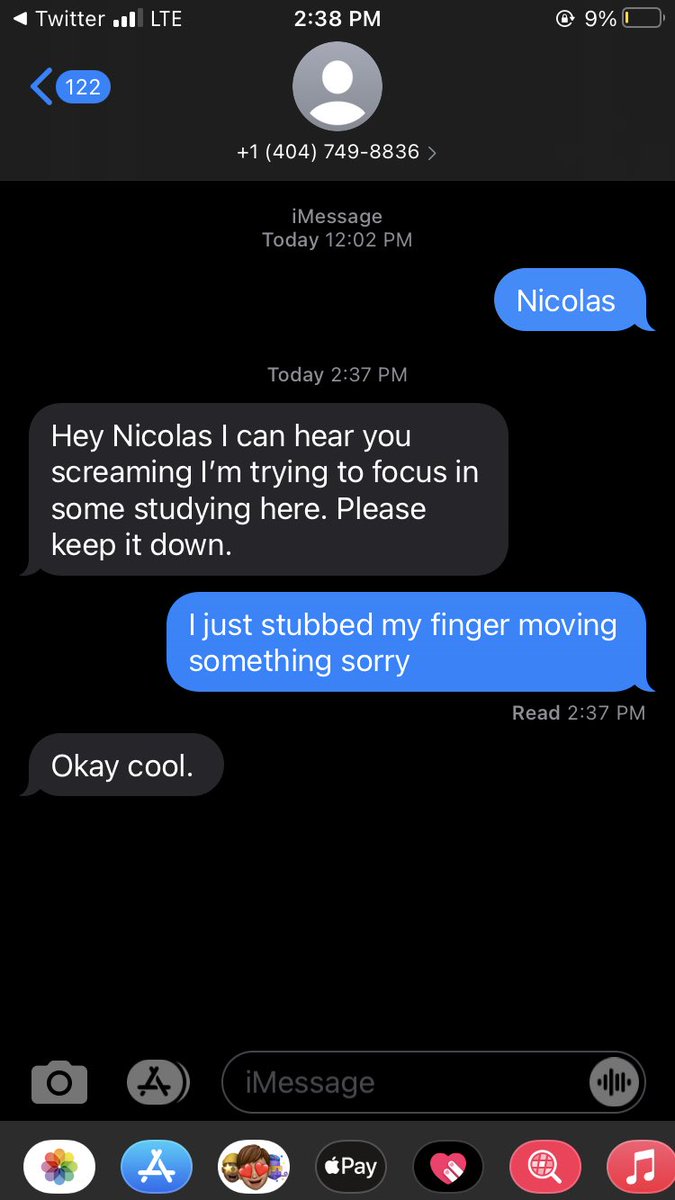 Twitter LTE 2:38 PM 9%
122
+1 (404) 749-8836
iMessage
Today 12:02 PM
Nicolas
Today 2:37 PM
Hey Nicolas I can hear you
screaming I’m trying to focus in
some studying here. Please
keep it down.
I just stubbed my finger moving
something sorry
Read 2:37 PM
Okay cool.
iMessage
Pay